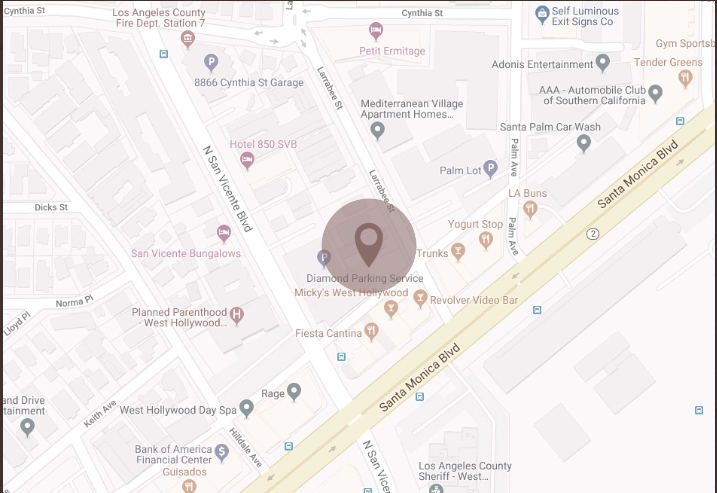 Cynthia St
Los Angeles County
Fire Dept. Station 7
La
Cynthia St
Self Luminous
Exit Signs Co
Petit Ermitage
Gym Sportsb
Adonis Entertainment
Tender Greens
8866 Cynthia St Garage
Larrabee St
AAA - Automobile Club
of Southern California
Mediterranean Village
Apartment Homes...
Santa Palm Car Wash
Hotel 850 SVB
N San Vicente Blvd
Palm Ave
Santa Monica Blvd
Palm Lot
Larrabee St
LA Buns
Dicks St
Yogurt Stop
Palm Ave
2
San Vicente Bungalows
Trunks
P
Diamond Parking Service
Micky's West Hollywood
Revolver Video Bar
Norma Pl
Lloyd Pl
Planned Parenthood
- West Hollywood...
H
Fiesta Cantina
Santa Monica Blvd
Rage
and Drive
tainment
Keith Ave
West Hollywood Day Spa
Hilldale Ave
Bank of America
Financial Center
$
N San Vice
Guisados
Los Angeles County
Sheriff - West...